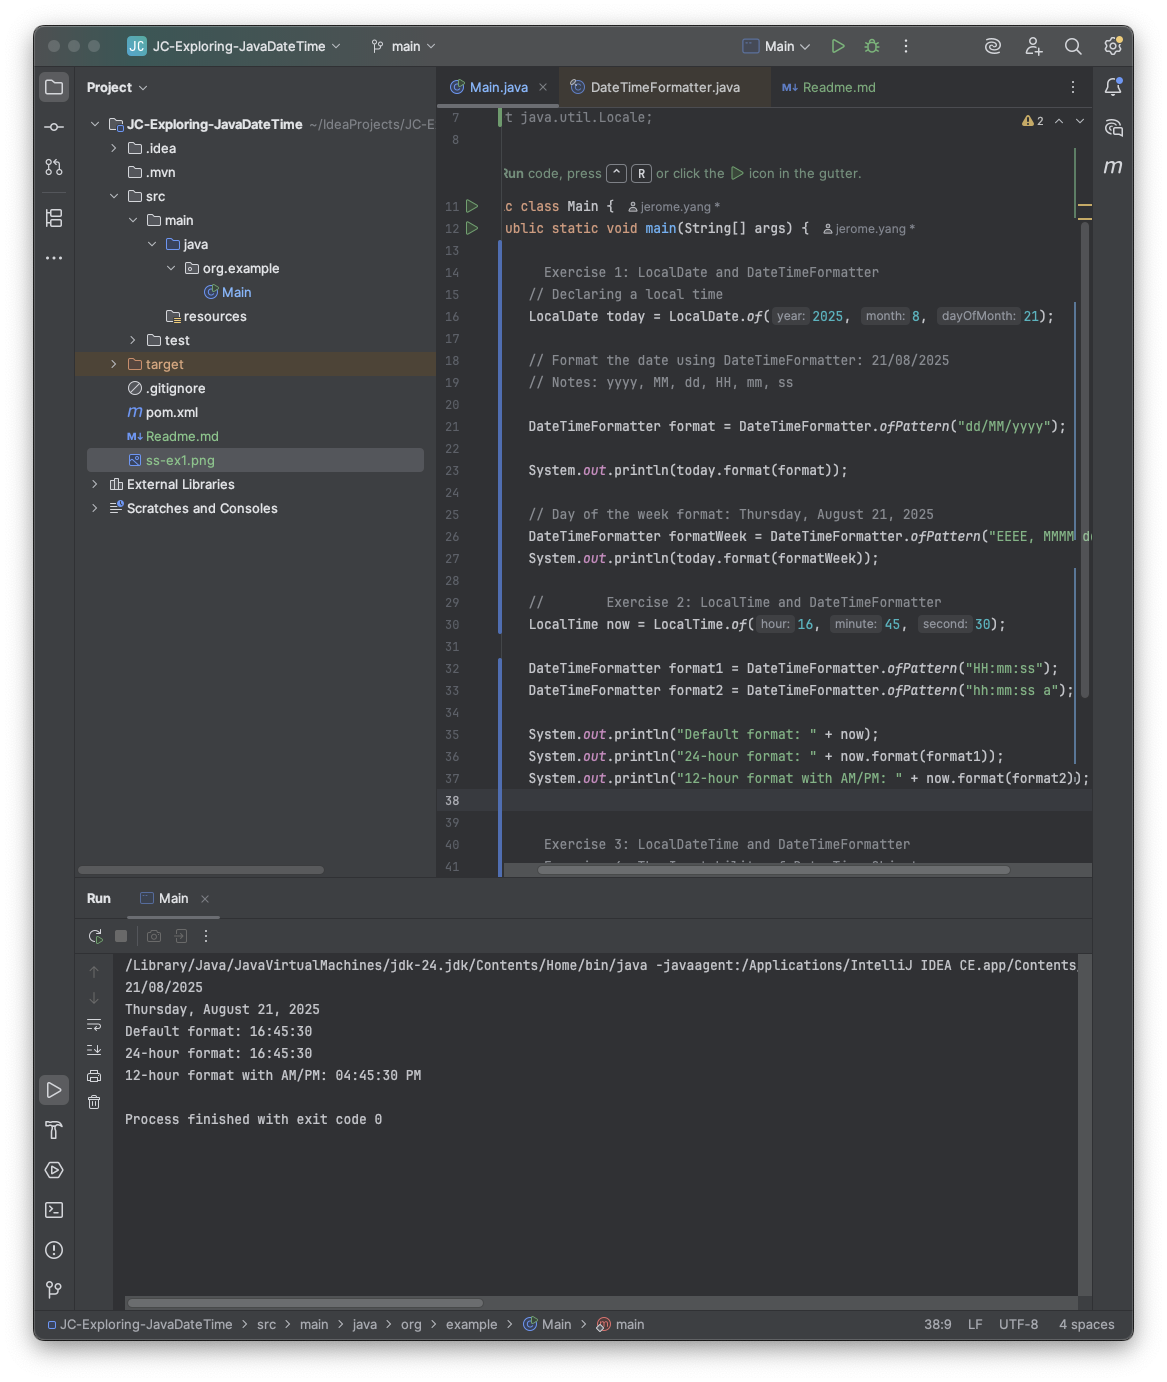 JC JC-Exploring-JavaDateTime main Main
Project
Main.java DateTimeFormatter.java M↓ Readme.md
JC-Exploring-JavaDateTime ~/IdeaProjects/JC-E
.idea
.mvn
src
main
java
org.example
Main
resources
test
target
.gitignore
m pom.xml
M↓ Readme.md
ss-ex1.png
External Libraries
Scratches and Consoles
2
7 t java.util.Locale;
8
Run code, press ^ R or click the icon in the gutter.
11 c class Main { jerome.yang *
12 ublic static void main(String[] args) { jerome.yang *
13
14 Exercise 1: LocalDate and DateTimeFormatter
15 // Declaring a local time
16 LocalDate today = LocalDate.of( year: 2025, month: 8, dayOfMonth: 21);
17
18 // Format the date using DateTimeFormatter: 21/08/2025
19 // Notes: yyyy, MM, dd, HH, mm, ss
20
21 DateTimeFormatter format = DateTimeFormatter.ofPattern("dd/MM/yyyy");
22
23 System.out.println(today.format(format));
24
25 // Day of the week format: Thursday, August 21, 2025
26 DateTimeFormatter formatWeek = DateTimeFormatter.ofPattern("EEEE, MMMM d
27 System.out.println(today.format(formatWeek));
28
29 // Exercise 2: LocalTime and DateTimeFormatter
30 LocalTime now = LocalTime.of( hour: 16, minute: 45, second: 30);
31
32 DateTimeFormatter format1 = DateTimeFormatter.ofPattern("HH:mm:ss");
33 DateTimeFormatter format2 = DateTimeFormatter.ofPattern("hh:mm:ss a");
34
35 System.out.println("Default format: " + now);
36 System.out.println("24-hour format: " + now.format(format1));
37 System.out.println("12-hour format with AM/PM: " + now.format(format2));
38
39
40 Exercise 3: LocalDateTime and DateTimeFormatter
41
m
Run Main
/Library/Java/JavaVirtualMachines/jdk-24.jdk/Contents/Home/bin/java -javaagent:/Applications/IntelliJ IDEA CE.app/Contents/
21/08/2025
Thursday, August 21, 2025
Default format: 16:45:30
24-hour format: 16:45:30
12-hour format with AM/PM: 04:45:30 PM
Process finished with exit code 0
JC-Exploring-JavaDateTime > src > main > java > org > example > Main > m main 38:9 LF UTF-8 4 spaces